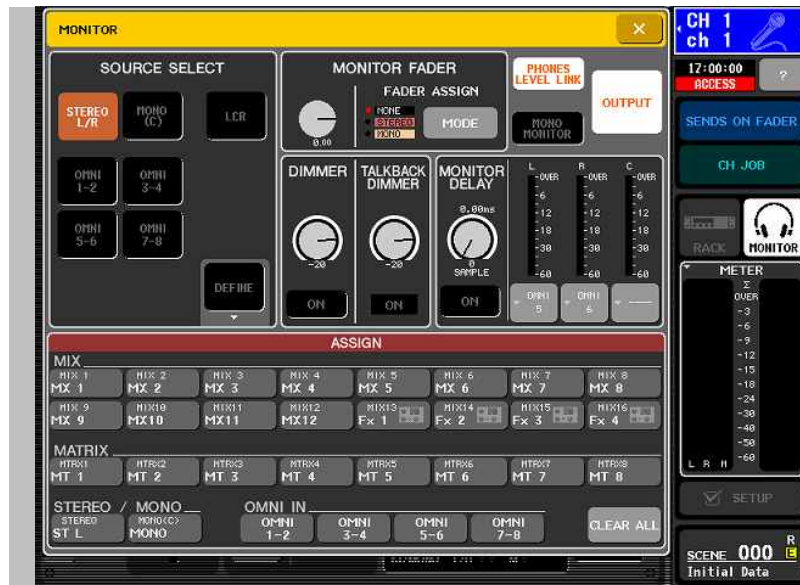 MONITOR
×
SOURCE SELECT
STEREO
L/R
MONO
(C)
LCR
OMNI
1-2
OMNI
3-4
OMNI
5-6
OMNI
7-8
DEFINE
MONITOR FADER
FADER ASSIGN
NONE
STEREO
MONO
MODE
0.00
PHONES
LEVEL LINK
MONO
MONITOR
OUTPUT
DIMMER
-20
ON
TALKBACK
DIMMER
-20
ON
MONITOR
DELAY
0.00ms
0
SAMPLE
ON
L R C
-OVER -OVER -OVER
-6 -6 -6
-12 -12 -12
-18 -18 -18
-30 -30 -30
-60 -60 -60
OMNI
5
OMNI
6
ASSIGN
MIX
MIX 1 MIX 2 MIX 3 MIX 4 MIX 5 MIX 6 MIX 7 MIX 8
MX 1 MX 2 MX 3 MX 4 MX 5 MX 6 MX 7 MX 8
MIX 9 MIX10 MIX11 MIX12 MIX13 MIX14 MIX15 MIX16
MX 9 MX10 MX11 MX12 Fx 1 Fx 2 Fx 3 Fx 4
MATRIX
MTRX1 MTRX2 MTRX3 MTRX4 MTRX5 MTRX6 MTRX7 MTRX8
MT 1 MT 2 MT 3 MT 4 MT 5 MT 6 MT 7 MT 8
STEREO / MONO
STEREO MONO(C)
ST L MONO
OMNI IN
OMNI OMNI OMNI OMNI
1-2 3-4 5-6 7-8
CLEAR ALL
CH 1
ch 1
17:00:00
ACCESS
?
SENDS ON FADER
CH JOB
RACK
MONITOR
METER
Σ
OVER
-3
-6
-9
-12
-15
-18
-24
-30
-40
-50
-60
L R M
SETUP
SCENE 000 R
E
Initial Data